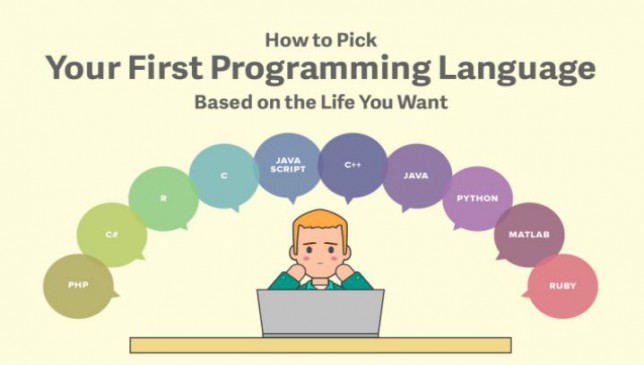 How to Pick
Your First Programming Language
Based on the Life You Want
PHP
C#
R
C
JAVA
SCRIPT
C++
JAVA
PYTHON
MATLAB
RUBY